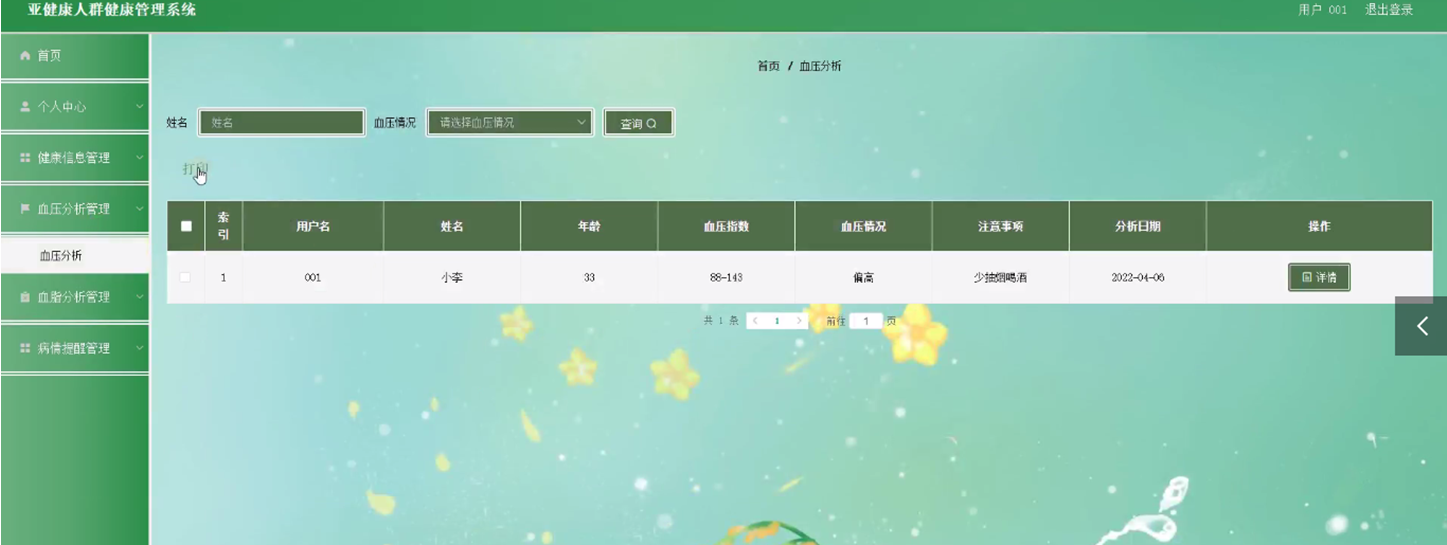 亚健康人群健康管理系统
用户 001 退出登录
首页
个人中心
健康信息管理
血压分析管理
血压分析
血脂分析管理
病情提醒管理
首页 / 血压分析
姓名 姓名 血压情况 请选择血压情况 查询
打印
索引 用户名 姓名 年龄 血压指数 血压情况 注意事项 分析日期 操作
1 001 小李 33 88-143 偏高 少抽烟喝酒 2022-04-06 详情
共 1 条 1 前往 1 页